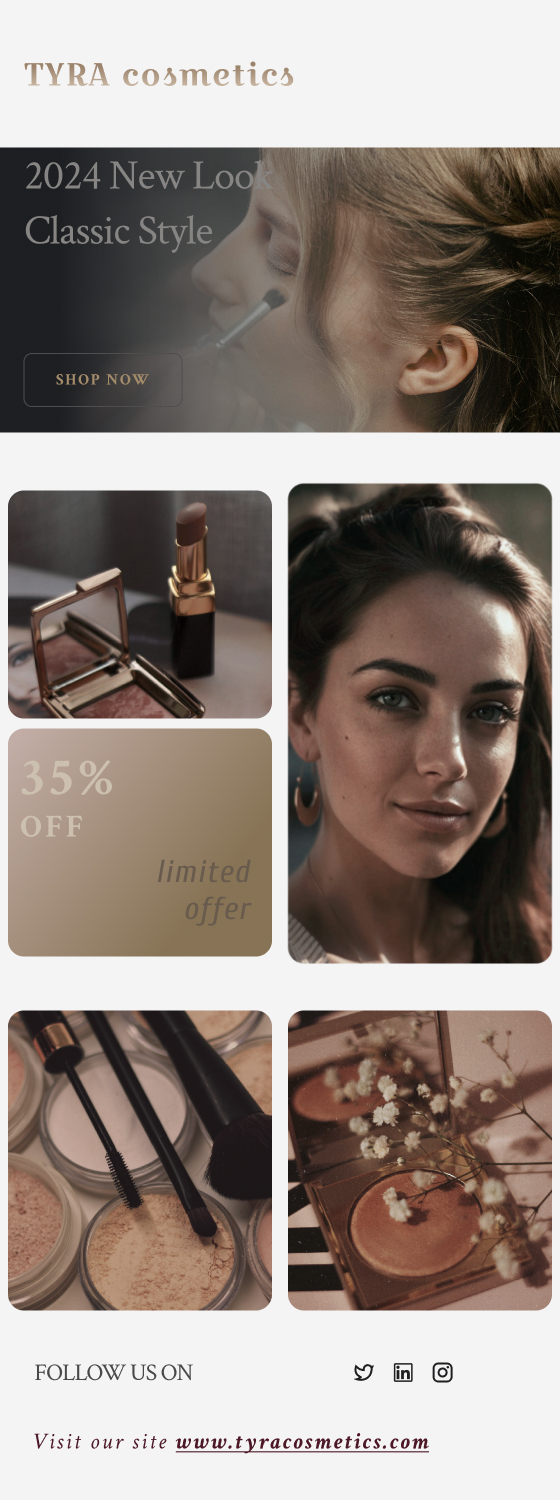 TYRA cosmetics
2024 New Look
Classic Style
SHOP NOW
35%
OFF
limited
offer
FOLLOW US ON
Visit our site www.tyracosmetics.com